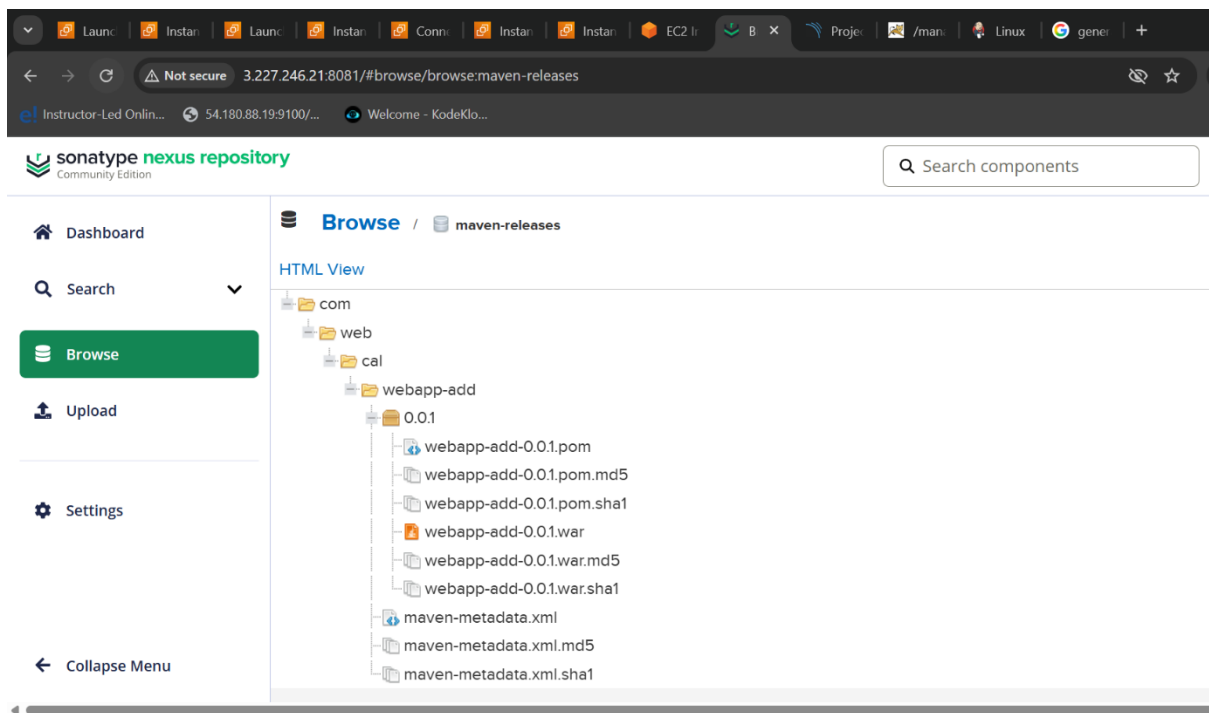 Launc Instan Launc Instan Conne Instan Instan EC2 Ir B Projec /mana Linux gener
Not secure 3.227.246.21:8081/#browse/browse:maven-releases
Instructor-Led Onlin... 54.180.88.19:9100/... Welcome - KodeKlo...
sonatype nexus repository
Community Edition
Search components
Dashboard
Search
Browse
Upload
Settings
Collapse Menu
Browse / maven-releases
HTML View
com
web
cal
webapp-add
0.0.1
webapp-add-0.0.1.pom
webapp-add-0.0.1.pom.md5
webapp-add-0.0.1.pom.sha1
webapp-add-0.0.1.war
webapp-add-0.0.1.war.md5
webapp-add-0.0.1.war.sha1
maven-metadata.xml
maven-metadata.xml.md5
maven-metadata.xml.sha1